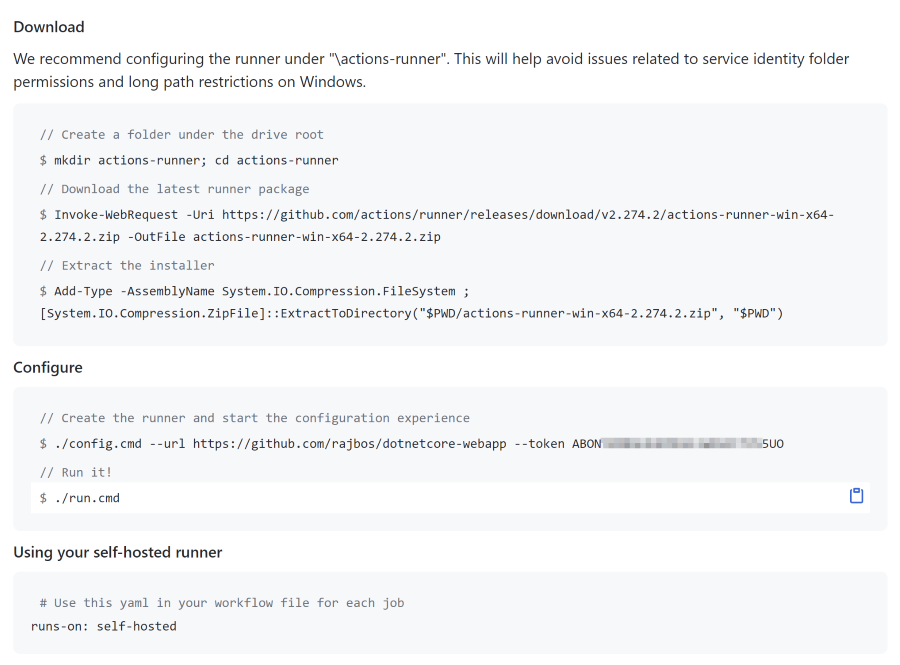 Download
We recommend configuring the runner under "\actions-runner". This will help avoid issues related to service identity folder
permissions and long path restrictions on Windows.
// Create a folder under the drive root
$ mkdir actions-runner; cd actions-runner
// Download the latest runner package
$ Invoke-WebRequest -Uri https://github.com/actions/runner/releases/download/v2.274.2/actions-runner-win-x64-
2.274.2.zip -OutFile actions-runner-win-x64-2.274.2.zip
// Extract the installer
$ Add-Type -AssemblyName System.IO.Compression.FileSystem ;
[System.IO.Compression.ZipFile]::ExtractToDirectory("$PWD/actions-runner-win-x64-2.274.2.zip", "$PWD")
Configure
// Create the runner and start the configuration experience
$ ./config.cmd --url https://github.com/rajbos/dotnetcore-webapp --token ABON 5UO
// Run it!
$ ./run.cmd
Using your self-hosted runner
# Use this yaml in your workflow file for each job
runs-on: self-hosted